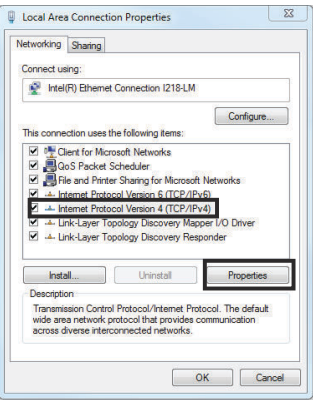 Local Area Connection Properties
Networking Sharing
Connect using:
Intel(R) Ethernet Connection I218-LM
Configure...
This connection uses the following items:
Client for Microsoft Networks
QoS Packet Scheduler
File and Printer Sharing for Microsoft Networks
Internet Protocol Version 6 (TCP/IPv6)
Internet Protocol Version 4 (TCP/IPv4)
Link-Layer Topology Discovery Mapper I/O Driver
Link-Layer Topology Discovery Responder
Install... Uninstall Properties
Description
Transmission Control Protocol/Internet Protocol. The default
wide area network protocol that provides communication
across diverse interconnected networks.
OK Cancel